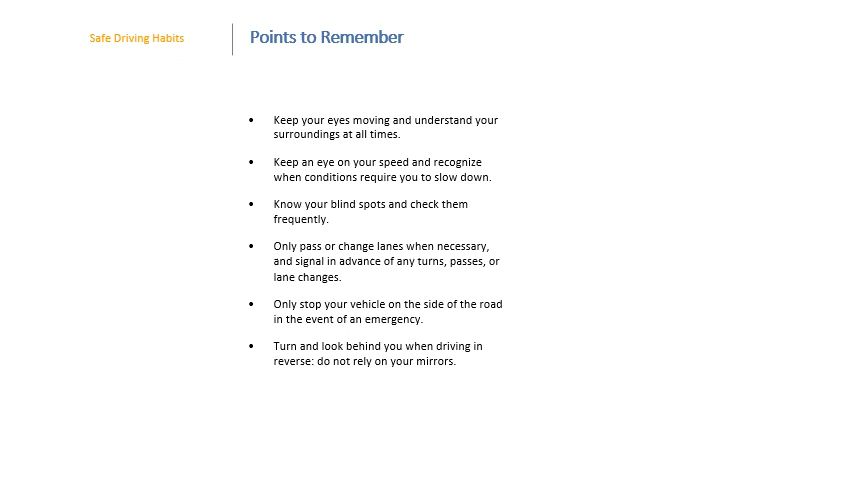 Safe Driving Habits
Points to Remember
• Keep your eyes moving and understand your
surroundings at all times.
• Keep an eye on your speed and recognize
when conditions require you to slow down.
• Know your blind spots and check them
frequently.
• Only pass or change lanes when necessary,
and signal in advance of any turns, passes, or
lane changes.
• Only stop your vehicle on the side of the road
in the event of an emergency.
• Turn and look behind you when driving in
reverse: do not rely on your mirrors.